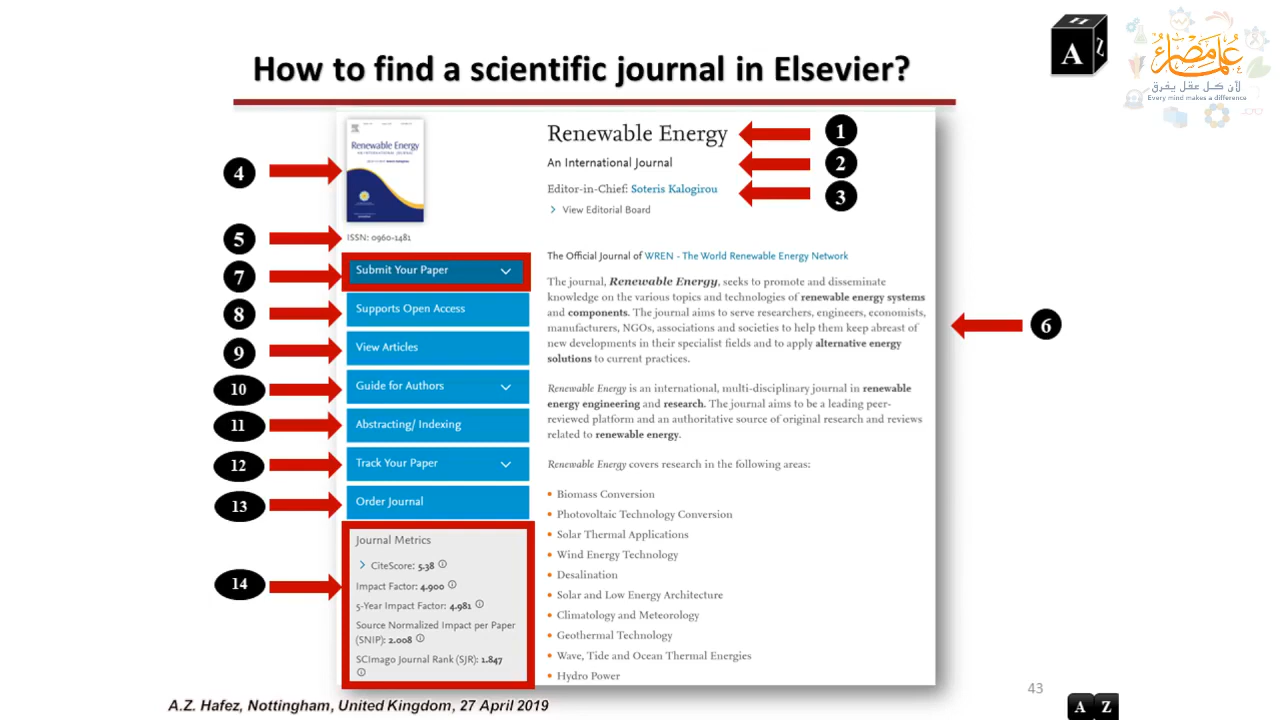 How to find a scientific journal in Elsevier?
A
H
Z
علماء مصر
لأن كل عقل يفرق
Every mind makes a difference
Renewable Energy
1
An International Journal
2
Editor-in-Chief: Soteris Kalogirou
3
View Editorial Board
4
Renewable Energy
AN INTERNATIONAL JOURNAL
5
ISSN: 0960-1481
7
Submit Your Paper
8
Supports Open Access
9
View Articles
10
Guide for Authors
11
Abstracting/ Indexing
12
Track Your Paper
13
Order Journal
14
Journal Metrics
CiteScore: 5.38
Impact Factor: 4.900
5-Year Impact Factor: 4.981
Source Normalized Impact per Paper
(SNIP): 2.008
SCImago Journal Rank (SJR): 1.847
The Official Journal of WREN - The World Renewable Energy Network
The journal, Renewable Energy, seeks to promote and disseminate
knowledge on the various topics and technologies of renewable energy systems
and components. The journal aims to serve researchers, engineers, economists,
manufacturers, NGOs, associations and societies to help them keep abreast of
new developments in their specialist fields and to apply alternative energy
solutions to current practices.
6
Renewable Energy is an international, multi-disciplinary journal in renewable
energy engineering and research. The journal aims to be a leading peer-
reviewed platform and an authoritative source of original research and reviews
related to renewable energy.
Renewable Energy covers research in the following areas:
• Biomass Conversion
• Photovoltaic Technology Conversion
• Solar Thermal Applications
• Wind Energy Technology
• Desalination
• Solar and Low Energy Architecture
• Climatology and Meteorology
• Geothermal Technology
• Wave, Tide and Ocean Thermal Energies
• Hydro Power
A.Z. Hafez, Nottingham, United Kingdom, 27 April 2019
43
A Z